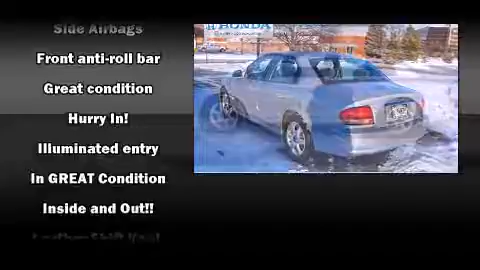 Side Airbags
Front anti-roll bar
Great condition
Hurry In!
Illuminated entry
In GREAT Condition
Inside and Out!!
HONDA